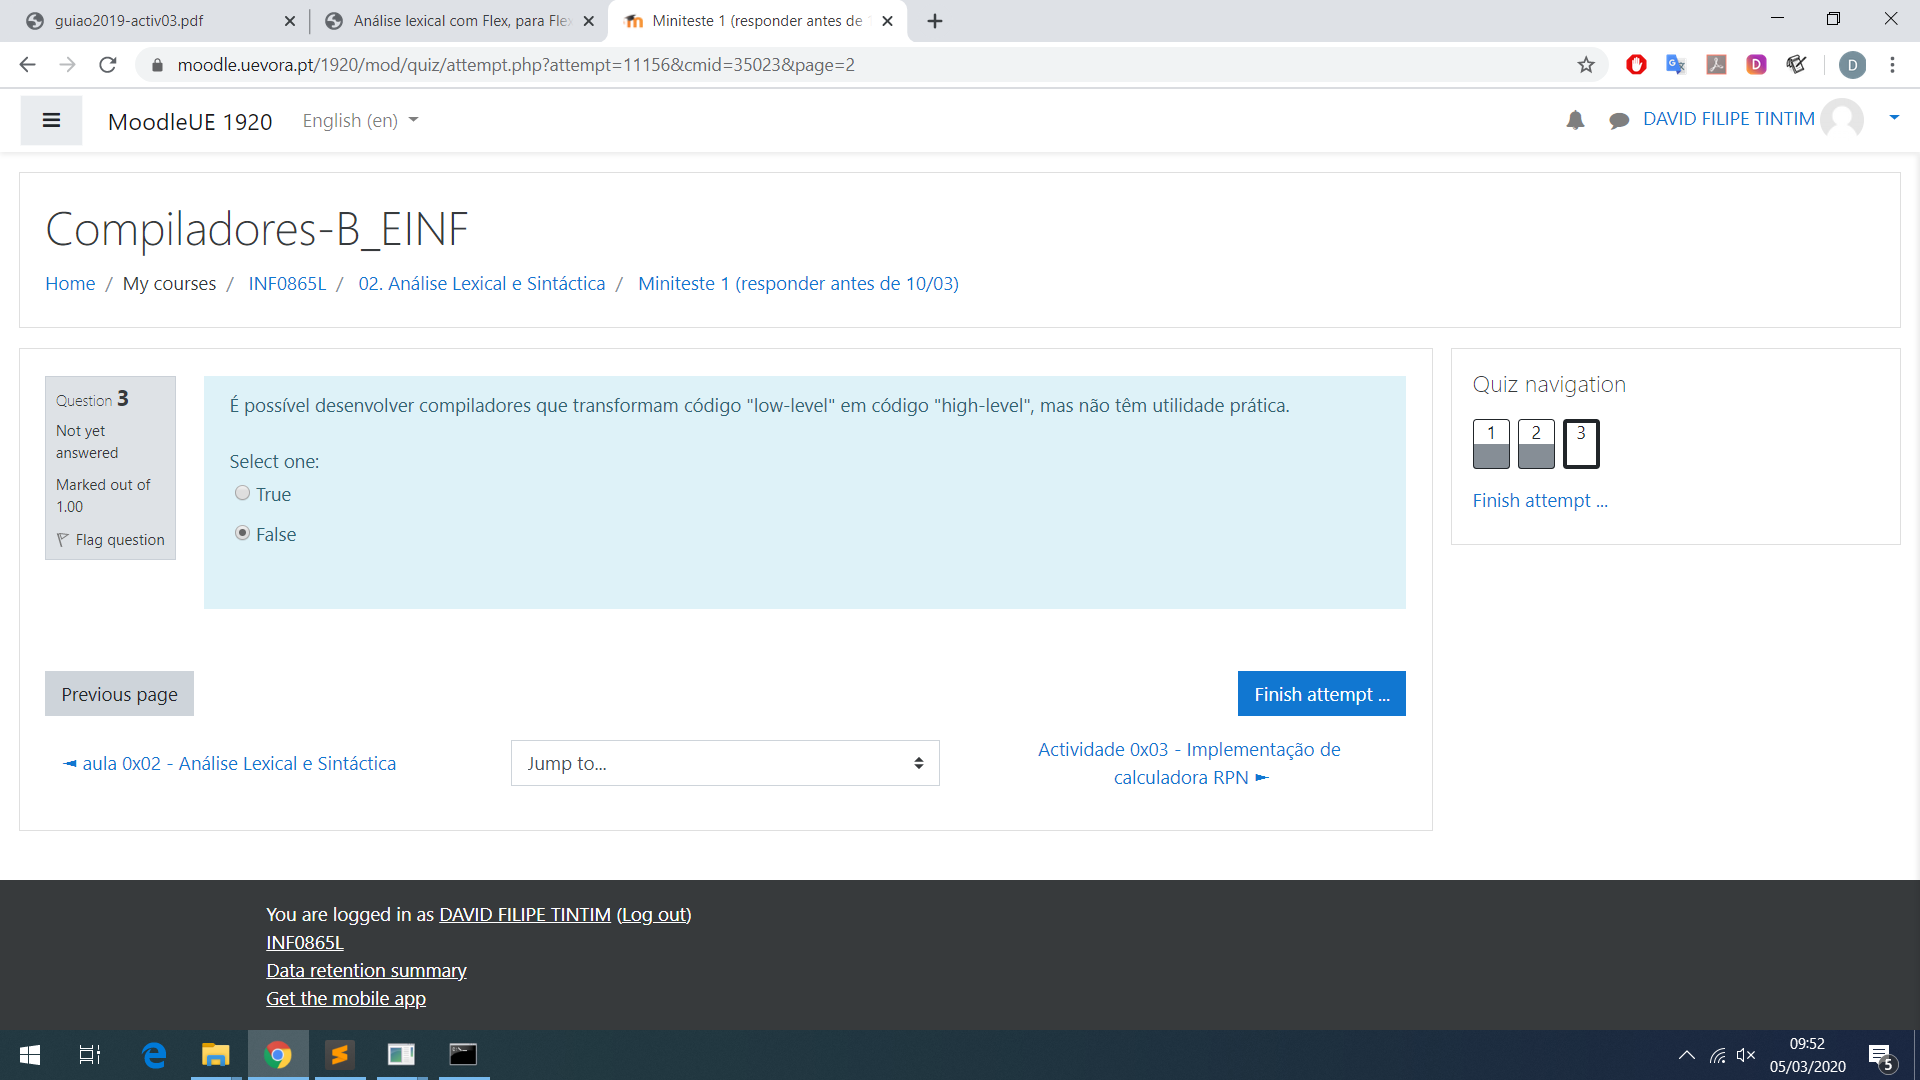 guiao2019-activ03.pdf
Análise lexical com Flex, para Fle
Miniteste 1 (responder antes de
moodle.uevora.pt/1920/mod/quiz/attempt.php?attempt=11156&cmid=35023&page=2
D
D
MoodleUE 1920
English (en)
DAVID FILIPE TINTIM
Compiladores-B_EINF
Home / My courses / INF0865L / 02. Análise Lexical e Sintáctica / Miniteste 1 (responder antes de 10/03)
Question 3
Not yet
answered
Marked out of
1.00
Flag question
É possível desenvolver compiladores que transformam código "low-level" em código "high-level", mas não têm utilidade prática.
Select one:
True
False
Quiz navigation
1 2 3
Finish attempt ...
Previous page
Finish attempt ...
◄ aula 0x02 - Análise Lexical e Sintáctica
Jump to...
Actividade 0x03 - Implementação de
calculadora RPN ►
You are logged in as DAVID FILIPE TINTIM (Log out)
INF0865L
Data retention summary
Get the mobile app
09:52
05/03/2020
5